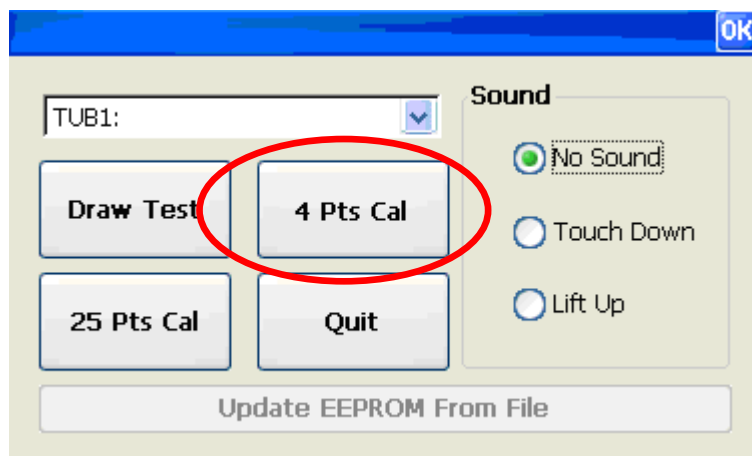 OK
TUB1:
Sound
No Sound
Draw Test
4 Pts Cal
Touch Down
25 Pts Cal
Quit
Lift Up
Update EEPROM From File